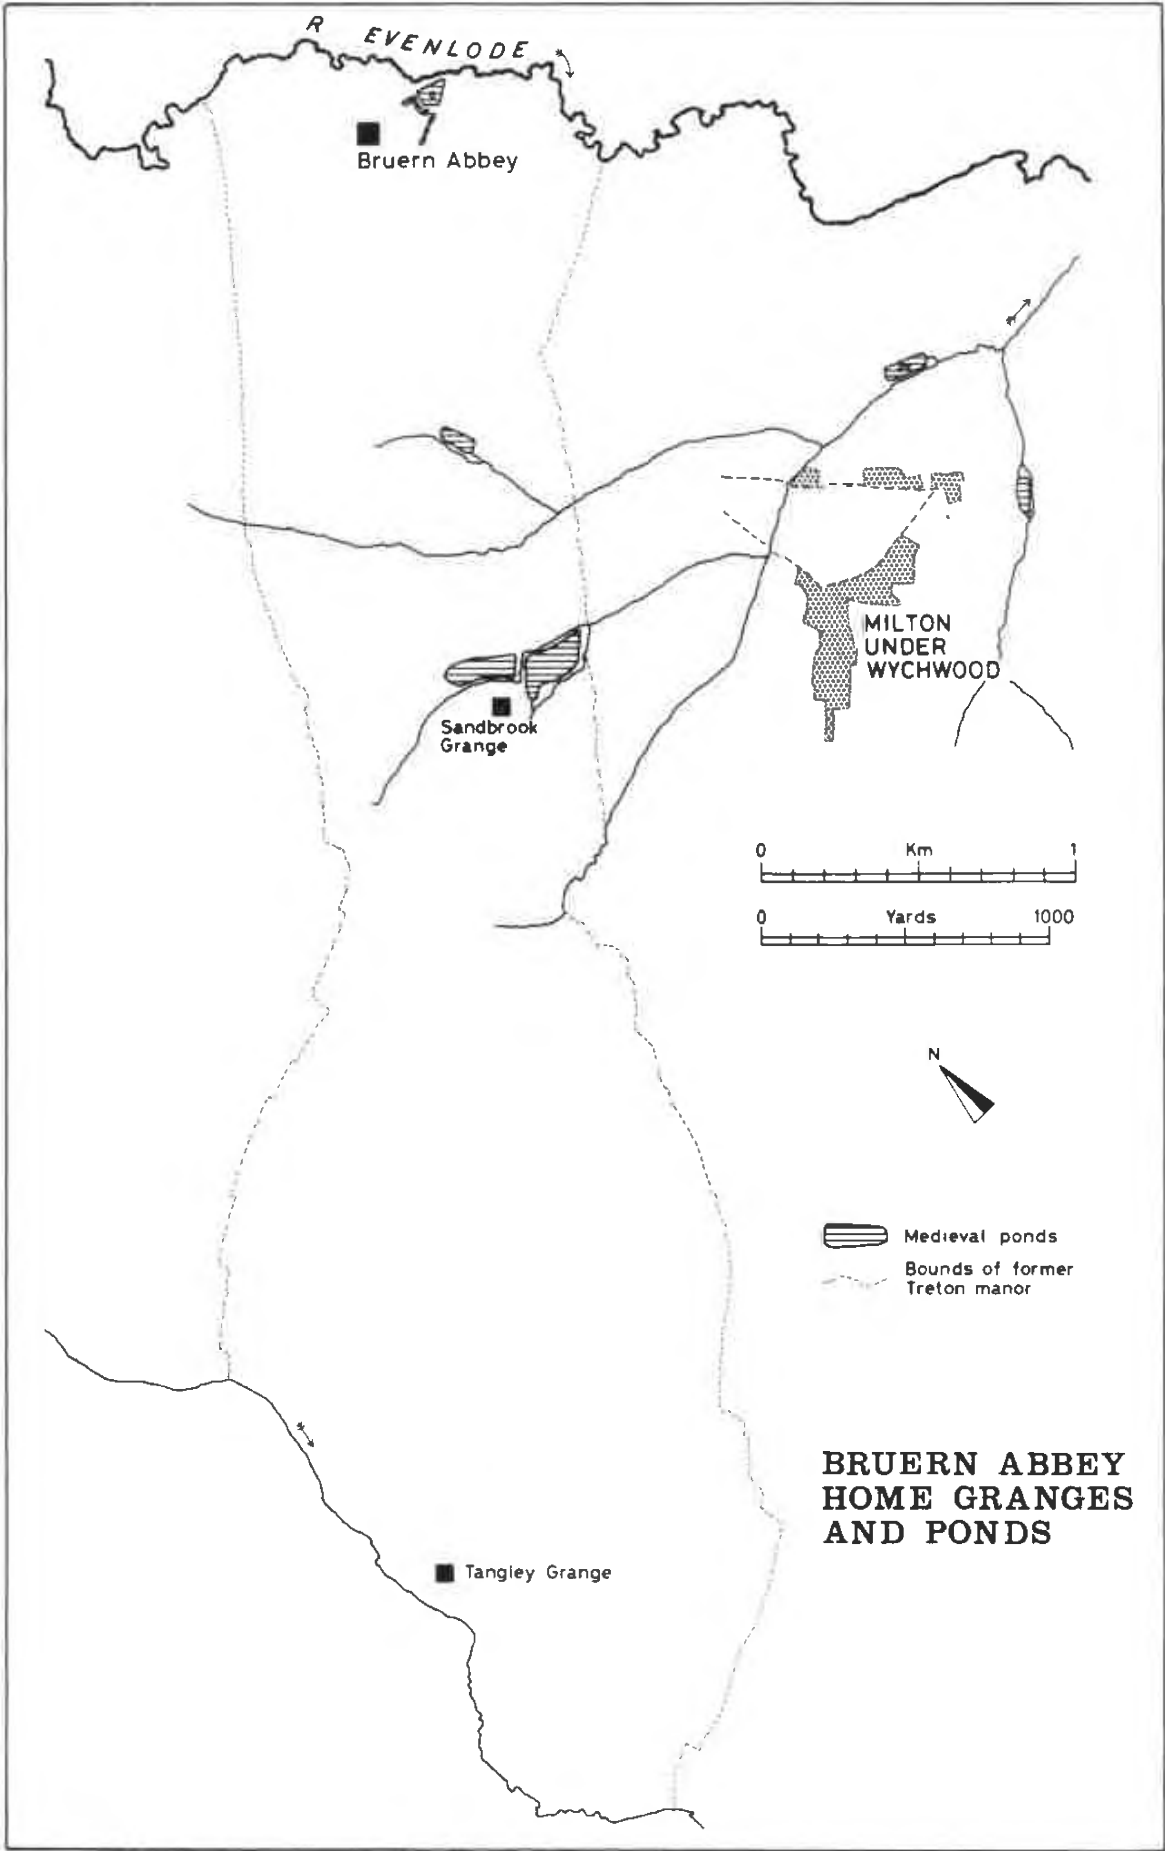 R EVENLODE
Bruern Abbey
MILTON
UNDER
WYCHWOOD
Sandbrook
Grange
0 Km 1
0 Yards 1000
N
Medieval ponds
Bounds of former
Treton manor
BRUERN ABBEY
HOME GRANGES
AND PONDS
Tangley Grange